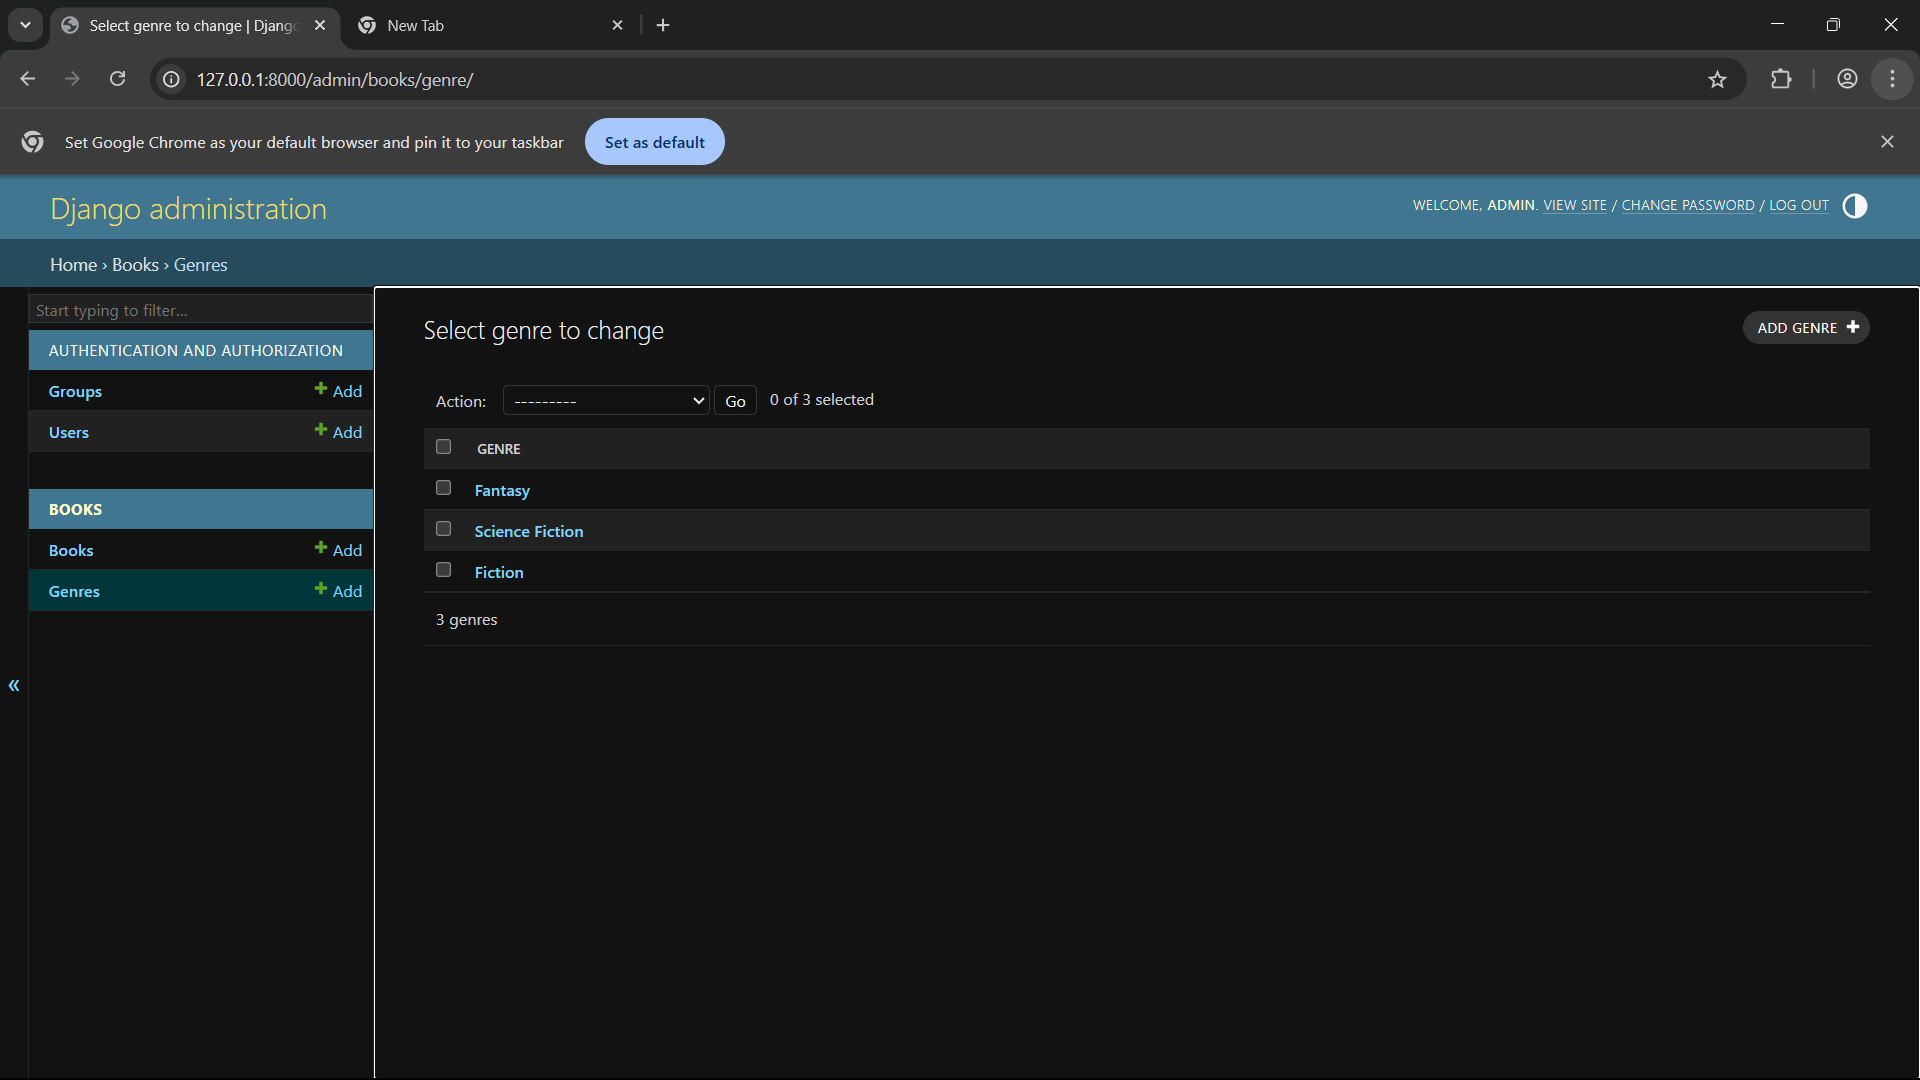 Select genre to change | Django
New Tab
127.0.0.1:8000/admin/books/genre/
Set Google Chrome as your default browser and pin it to your taskbar
Set as default
Django administration
WELCOME, ADMIN. VIEW SITE / CHANGE PASSWORD / LOG OUT
Home › Books › Genres
Start typing to filter...
AUTHENTICATION AND AUTHORIZATION
Groups + Add
Users + Add
BOOKS
Books + Add
Genres + Add
«
Select genre to change
ADD GENRE +
Action: --------- Go 0 of 3 selected
GENRE
Fantasy
Science Fiction
Fiction
3 genres